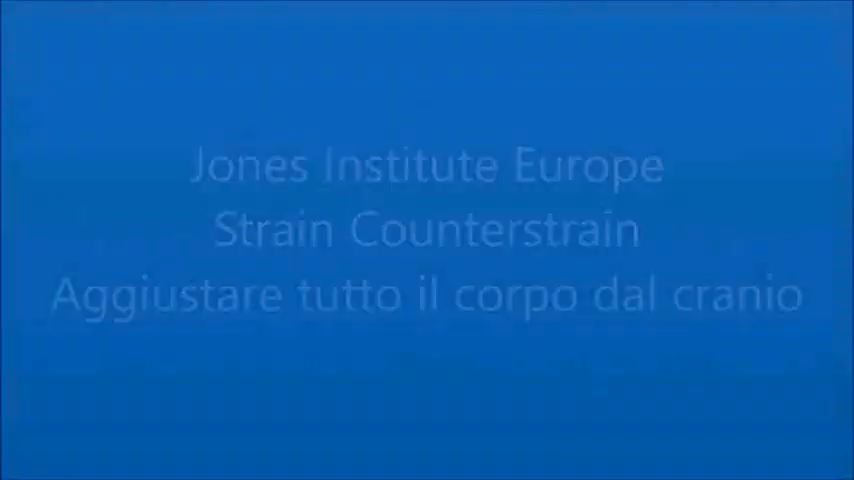 Jones Institute Europe
Strain Counterstrain
Aggiustare tutto il corpo dal cranio